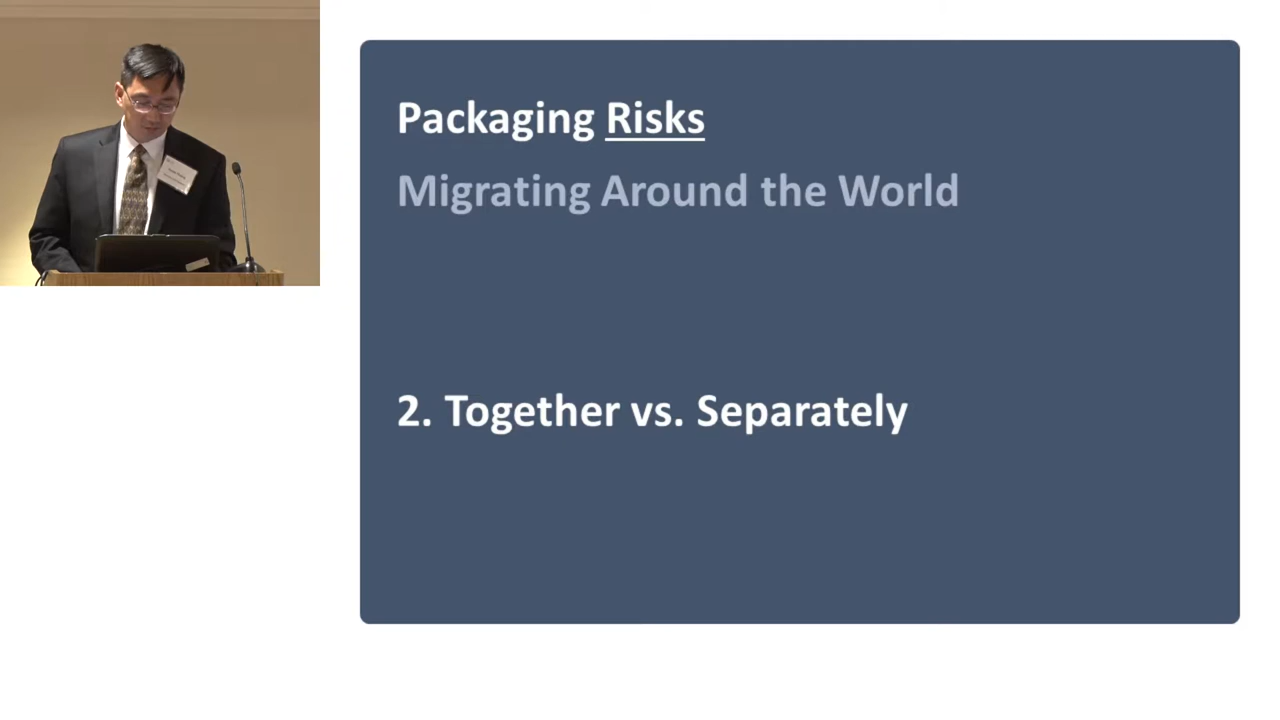 Packaging Risks
Migrating Around the World
2. Together vs. Separately